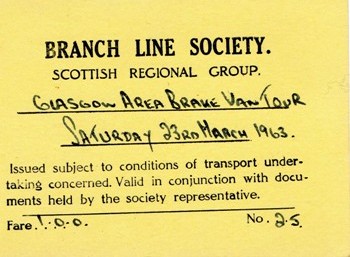 BRANCH LINE SOCIETY.
SCOTTISH REGIONAL GROUP.
GLASGOW AREA BRAKE VAN TOUR
SATURDAY 23RD MARCH 1963.
Issued subject to conditions of transport under-
taking concerned. Valid in conjunction with docu-
ments held by the society representative.
Fare 1.0.0. No. 25.